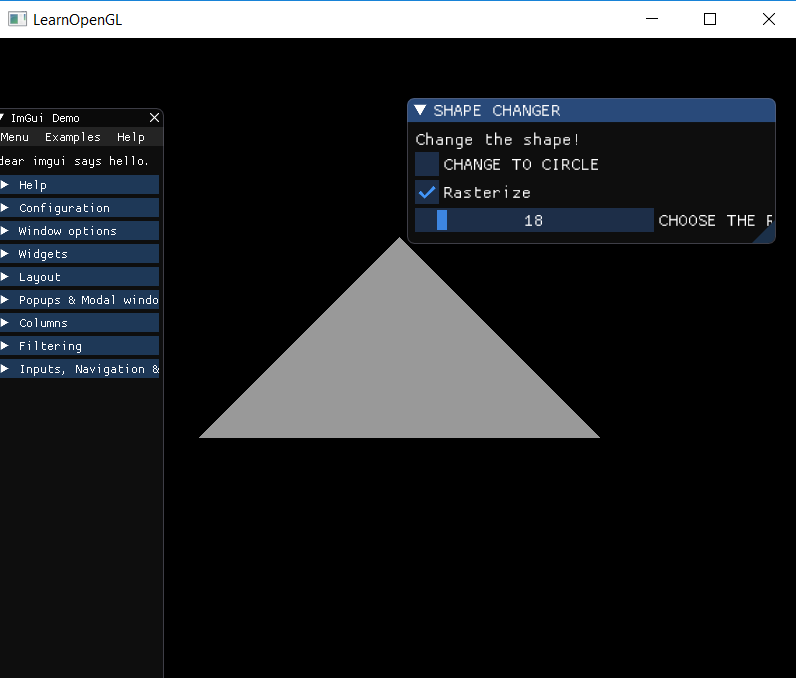 LearnOpenGL
ImGui Demo
Menu Examples Help
dear imgui says hello.
Help
Configuration
Window options
Widgets
Layout
Popups & Modal windo
Columns
Filtering
Inputs, Navigation &
SHAPE CHANGER
Change the shape!
CHANGE TO CIRCLE
Rasterize
18 CHOOSE THE